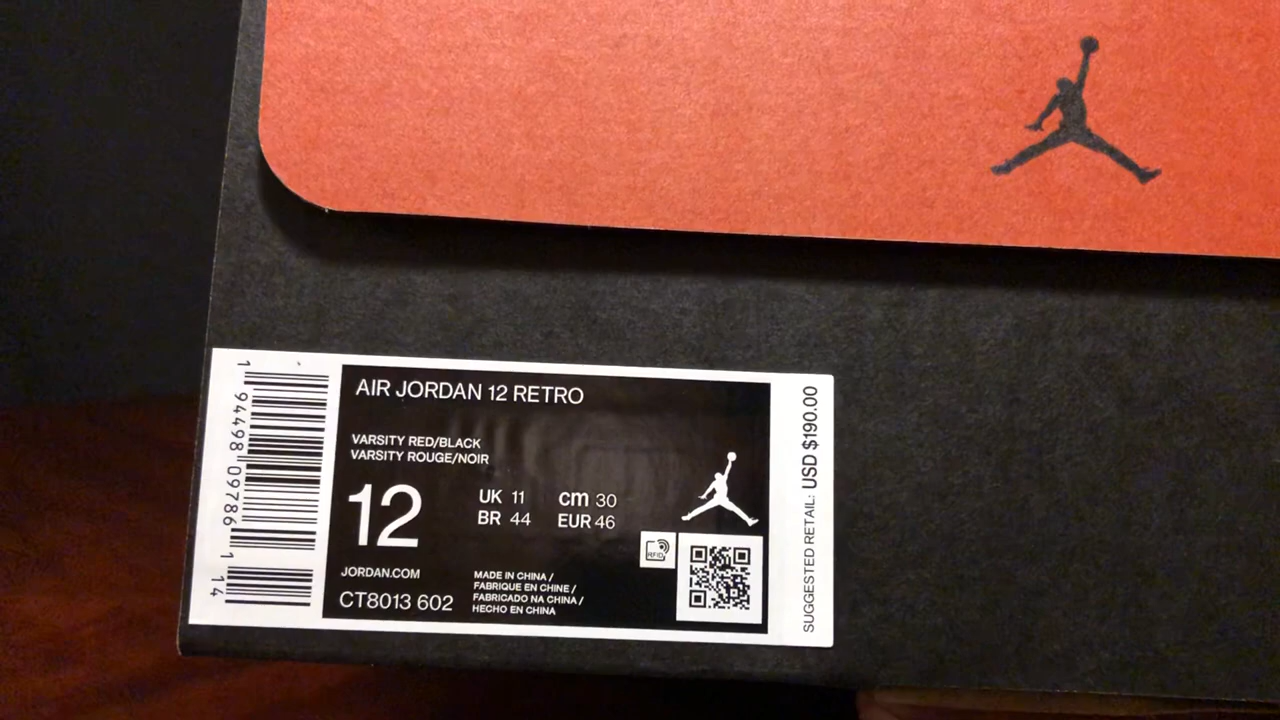 AIR JORDAN 12 RETRO
VARSITY RED/BLACK
VARSITY ROUGE/NOIR
12
UK 11 cm 30
BR 44 EUR 46
JORDAN.COM
CT8013 602
MADE IN CHINA /
FABRIQUE EN CHINE /
FABRICADO NA CHINA /
HECHO EN CHINA
RFID
1 94498 09786 1 14
SUGGESTED RETAIL: USD $190.00